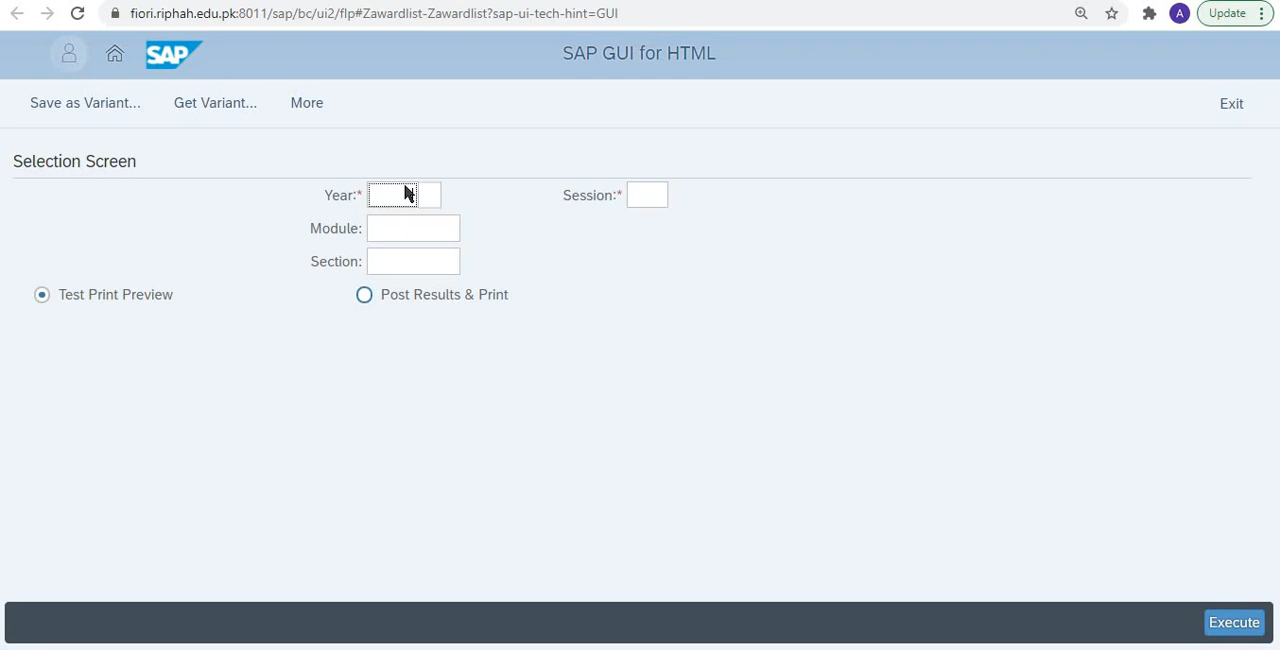 fiori.riphah.edu.pk:8011/sap/bc/ui2/flp#Zawardlist-Zawardlist?sap-ui-tech-hint=GUI A Update
SAP SAP GUI for HTML
Save as Variant... Get Variant... More Exit
Selection Screen
Year:* Session:*
Module:
Section:
Test Print Preview Post Results & Print
Execute